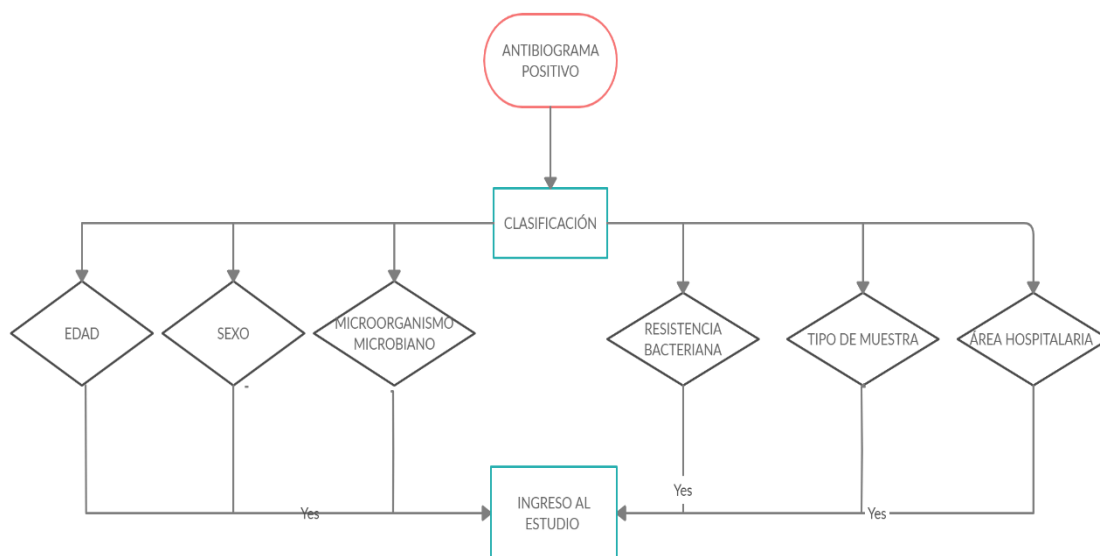 ANTIBIOGRAMA
POSITIVO
CLASIFICACIÓN
EDAD
SEXO
MICROORGANISMO
MICROBIANO
RESISTENCIA
BACTERIANA
TIPO DE MUESTRA
ÁREA HOSPITALARIA
Yes
Yes
Yes
INGRESO AL
ESTUDIO